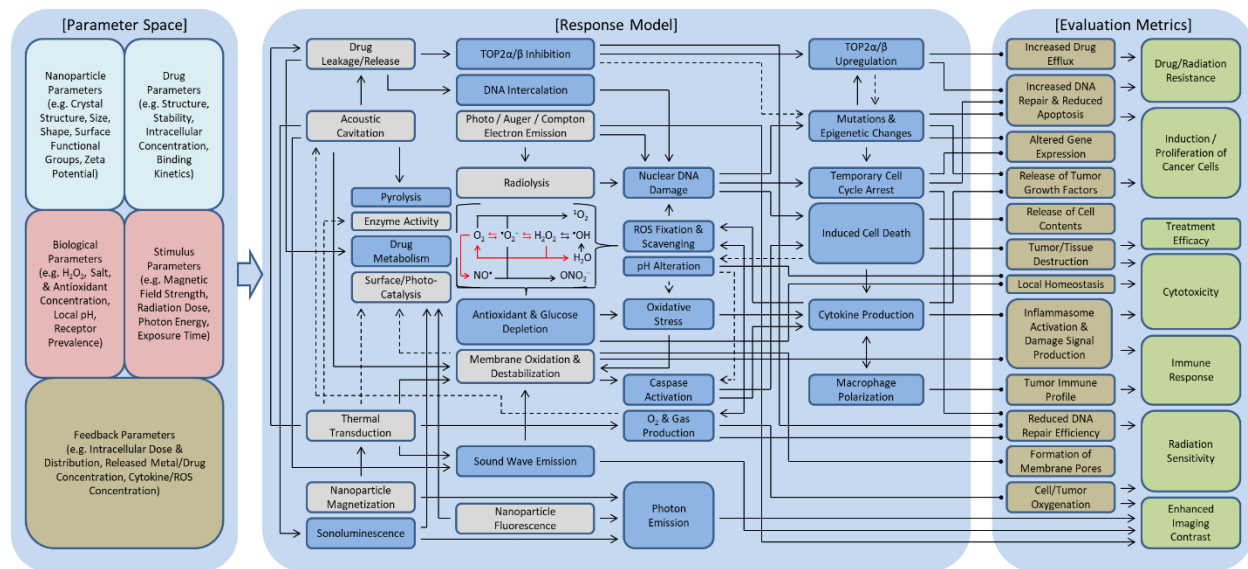 [Parameter Space]
Nanoparticle
Parameters
(e.g. Crystal
Structure, Size,
Shape, Surface
Functional
Groups, Zeta
Potential)
Drug
Parameters
(e.g. Structure,
Stability,
Intracellular
Concentration,
Binding
Kinetics)
Biological
Parameters
(e.g. H₂O₂, Salt,
& Antioxidant
Concentration,
Local pH,
Receptor
Prevalence)
Stimulus
Parameters
(e.g. Magnetic
Field Strength,
Radiation Dose,
Photon Energy,
Exposure Time)
Feedback Parameters
(e.g. Intracellular Dose &
Distribution, Released Metal/Drug
Concentration, Cytokine/ROS
Concentration)
[Response Model]
Drug
Leakage/Release
Acoustic
Cavitation
Pyrolysis
Enzyme Activity
Drug
Metabolism
Surface/Photo-
Catalysis
Thermal
Transduction
Nanoparticle
Magnetization
Sonoluminescence
TOP2α/β Inhibition
DNA Intercalation
Photo / Auger / Compton
Electron Emission
Radiolysis
¹O₂
O₂ ⇆ •O₂⁻ ⇆ H₂O₂ ⇆ •OH
H₂O
NO•
ONO₂⁻
Antioxidant & Glucose
Depletion
Membrane Oxidation &
Destabilization
Sound Wave Emission
Nanoparticle
Fluorescence
Nuclear DNA
Damage
ROS Fixation &
Scavenging
pH Alteration
Oxidative
Stress
Caspase
Activation
O₂ & Gas
Production
Photon
Emission
TOP2α/β
Upregulation
Mutations &
Epigenetic Changes
Temporary Cell
Cycle Arrest
Induced Cell Death
Cytokine Production
Macrophage
Polarization
[Evaluation Metrics]
Increased Drug
Efflux
Increased DNA
Repair & Reduced
Apoptosis
Altered Gene
Expression
Release of Tumor
Growth Factors
Release of Cell
Contents
Tumor/Tissue
Destruction
Local Homeostasis
Inflammasome
Activation &
Damage Signal
Production
Tumor Immune
Profile
Reduced DNA
Repair Efficiency
Formation of
Membrane Pores
Cell/Tumor
Oxygenation
Drug/Radiation
Resistance
Induction /
Proliferation of
Cancer Cells
Treatment
Efficacy
Cytotoxicity
Immune
Response
Radiation
Sensitivity
Enhanced
Imaging
Contrast